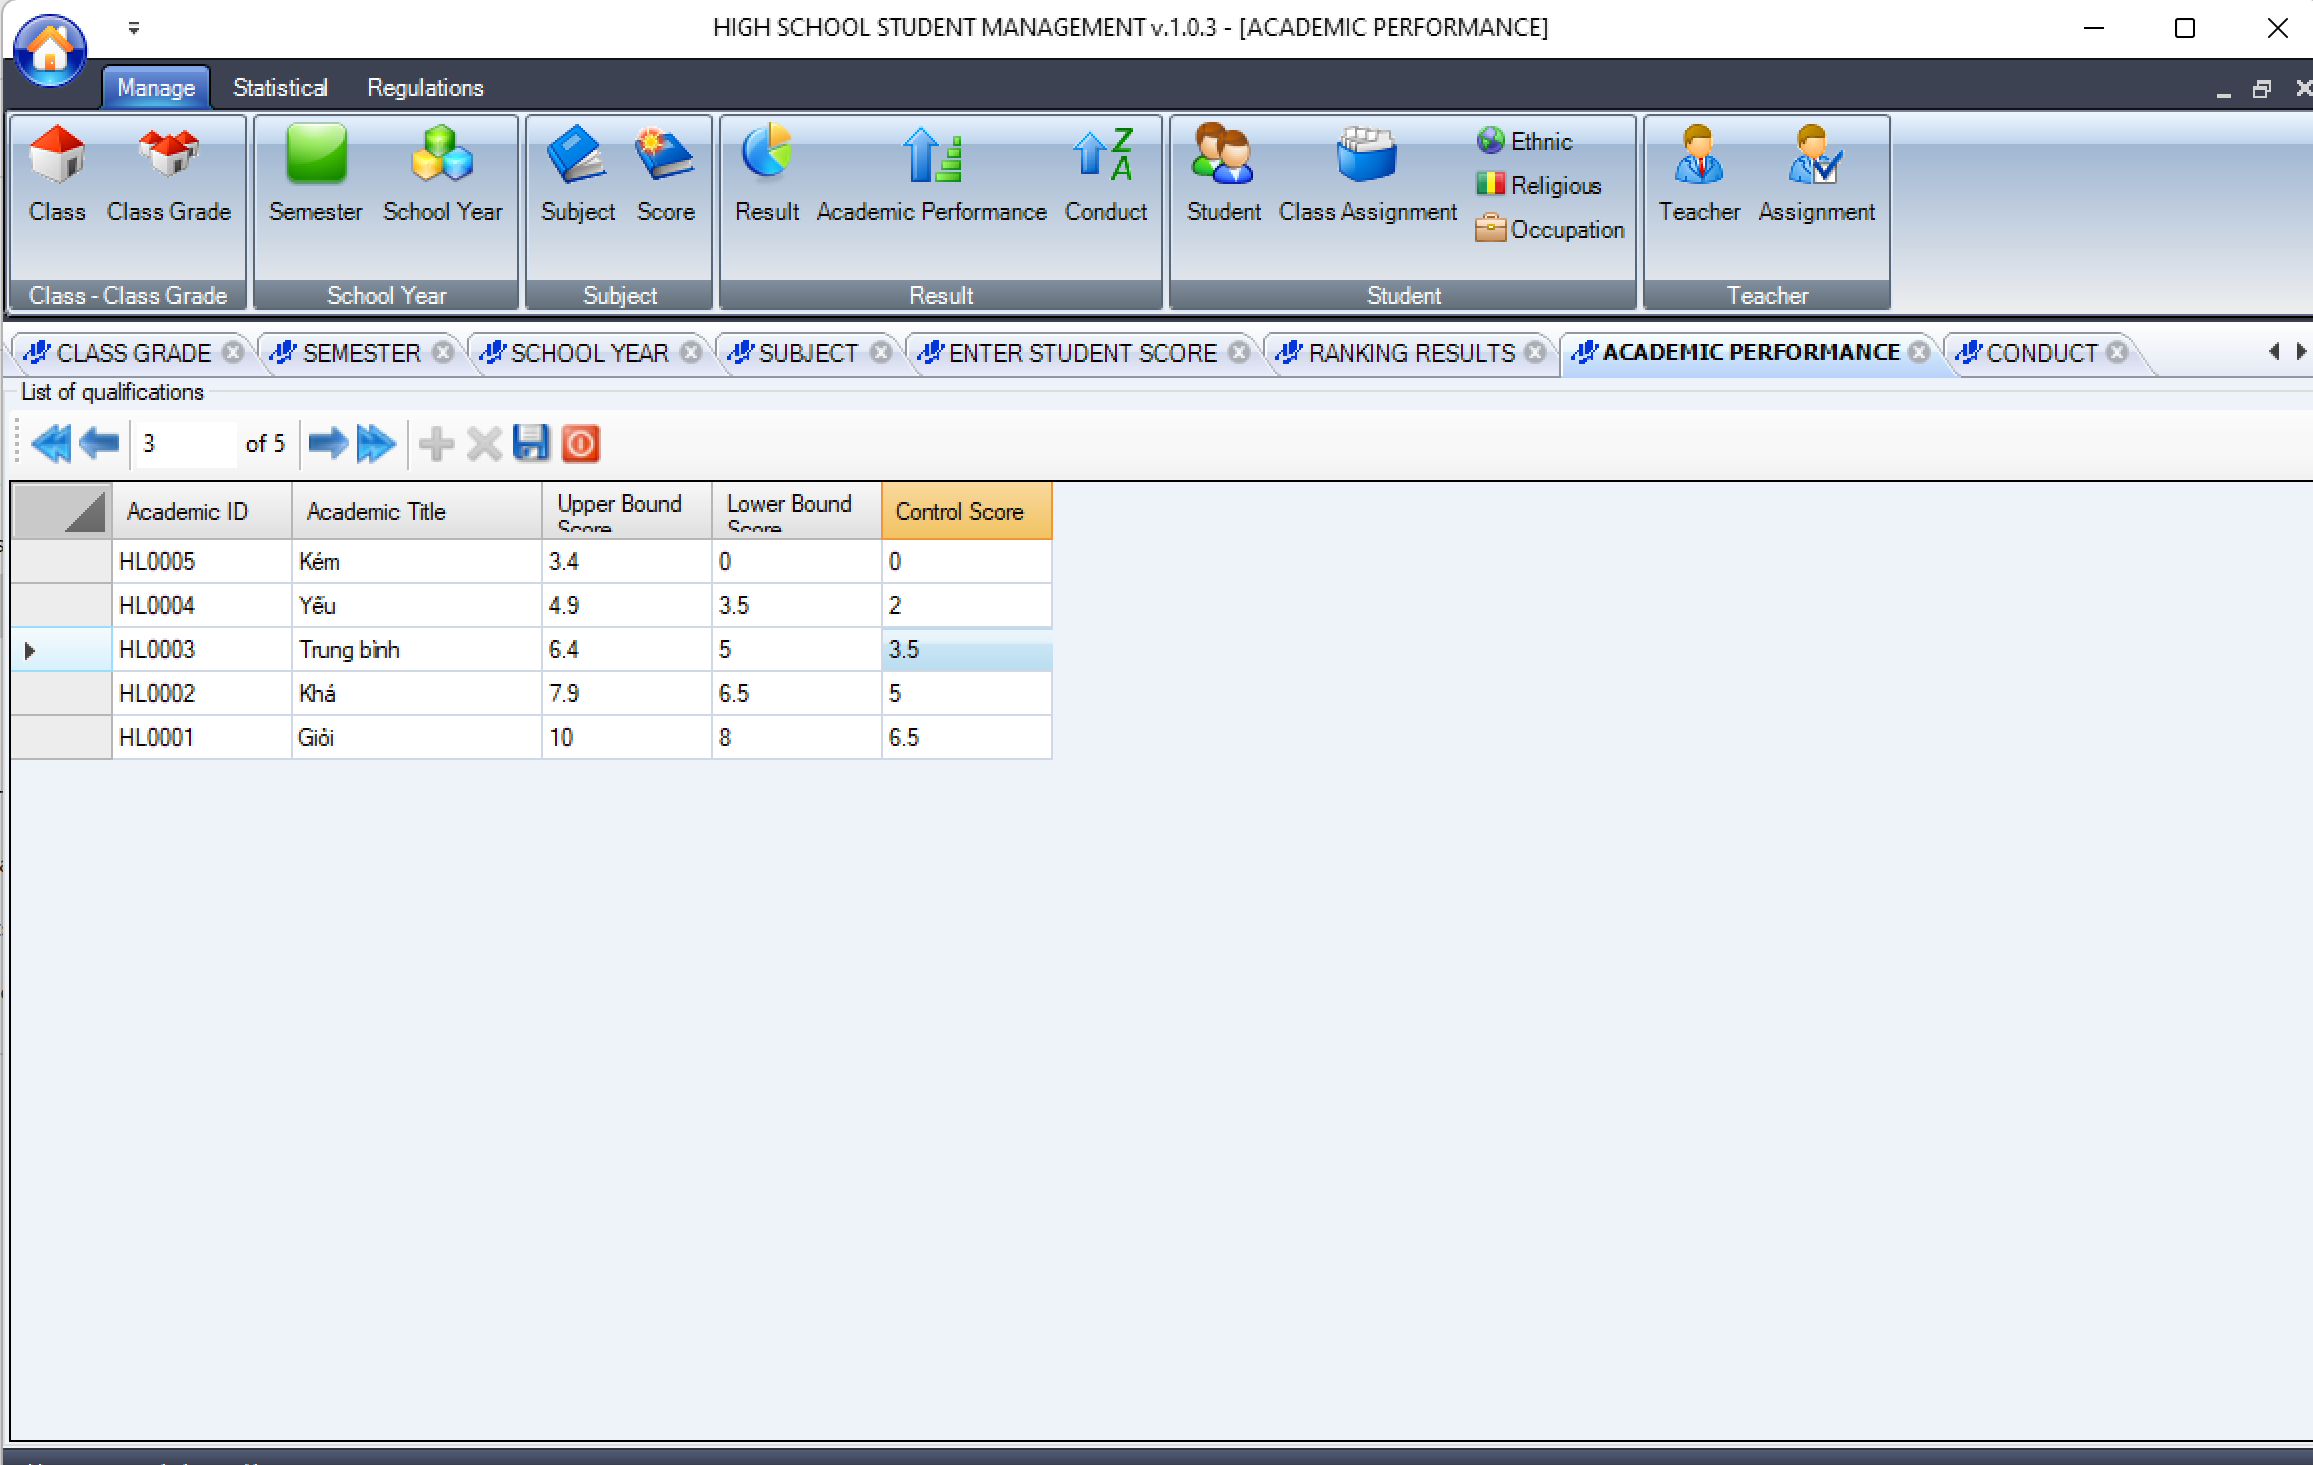 HIGH SCHOOL STUDENT MANAGEMENT v.1.0.3 - [ACADEMIC PERFORMANCE]
Manage Statistical Regulations
Class Class Grade Semester School Year Subject Score Result Academic Performance Conduct Student Class Assignment Ethnic Religious Occupation Teacher Assignment
Class - Class Grade School Year Subject Result Student Teacher
CLASS GRADE SEMESTER SCHOOL YEAR SUBJECT ENTER STUDENT SCORE RANKING RESULTS ACADEMIC PERFORMANCE CONDUCT
List of qualifications
3 of 5
Academic ID Academic Title Upper Bound Score Lower Bound Score Control Score
HL0005 Kém 3.4 0 0
HL0004 Yếu 4.9 3.5 2
HL0003 Trung bình 6.4 5 3.5
HL0002 Khá 7.9 6.5 5
HL0001 Giỏi 10 8 6.5